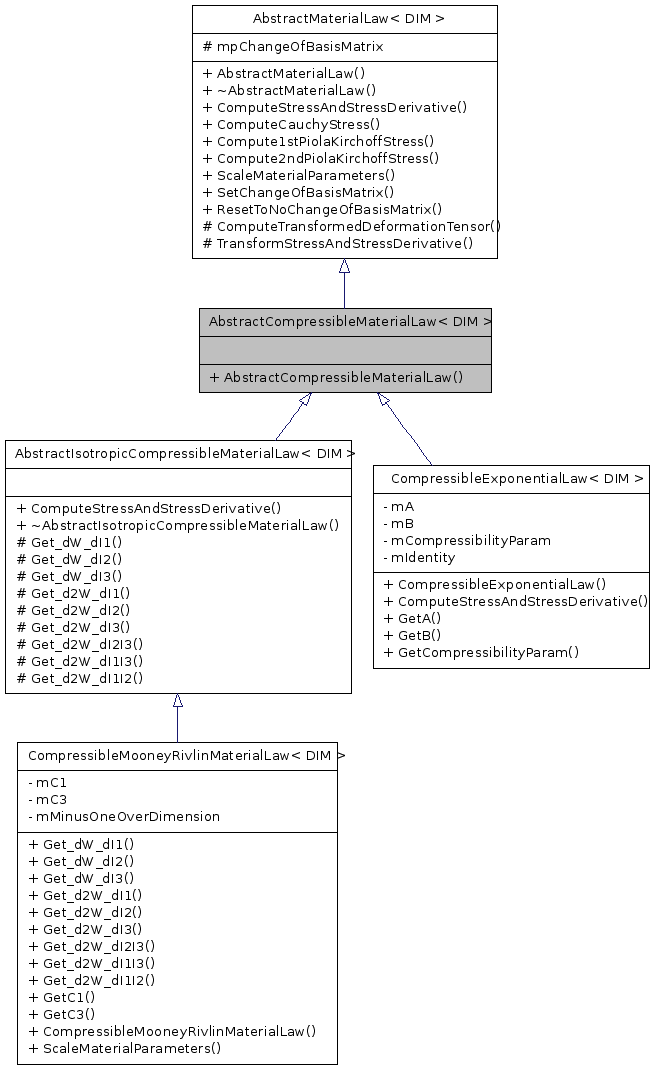 AbstractMaterialLaw< DIM >
# mpChangeOfBasisMatrix
+ AbstractMaterialLaw()
+ ~AbstractMaterialLaw()
+ ComputeStressAndStressDerivative()
+ ComputeCauchyStress()
+ Compute1stPiolaKirchoffStress()
+ Compute2ndPiolaKirchoffStress()
+ ScaleMaterialParameters()
+ SetChangeOfBasisMatrix()
+ ResetToNoChangeOfBasisMatrix()
# ComputeTransformedDeformationTensor()
# TransformStressAndStressDerivative()
AbstractCompressibleMaterialLaw< DIM >
+ AbstractCompressibleMaterialLaw()
AbstractIsotropicCompressibleMaterialLaw< DIM >
+ ComputeStressAndStressDerivative()
+ ~AbstractIsotropicCompressibleMaterialLaw()
# Get_dW_dI1()
# Get_dW_dI2()
# Get_dW_dI3()
# Get_d2W_dI1()
# Get_d2W_dI2()
# Get_d2W_dI3()
# Get_d2W_dI2I3()
# Get_d2W_dI1I3()
# Get_d2W_dI1I2()
CompressibleExponentialLaw< DIM >
- mA
- mB
- mCompressibilityParam
- mIdentity
+ CompressibleExponentialLaw()
+ ComputeStressAndStressDerivative()
+ GetA()
+ GetB()
+ GetCompressibilityParam()
CompressibleMooneyRivlinMaterialLaw< DIM >
- mC1
- mC3
- mMinusOneOverDimension
+ Get_dW_dI1()
+ Get_dW_dI2()
+ Get_dW_dI3()
+ Get_d2W_dI1()
+ Get_d2W_dI2()
+ Get_d2W_dI3()
+ Get_d2W_dI2I3()
+ Get_d2W_dI1I3()
+ Get_d2W_dI1I2()
+ GetC1()
+ GetC3()
+ CompressibleMooneyRivlinMaterialLaw()
+ ScaleMaterialParameters()